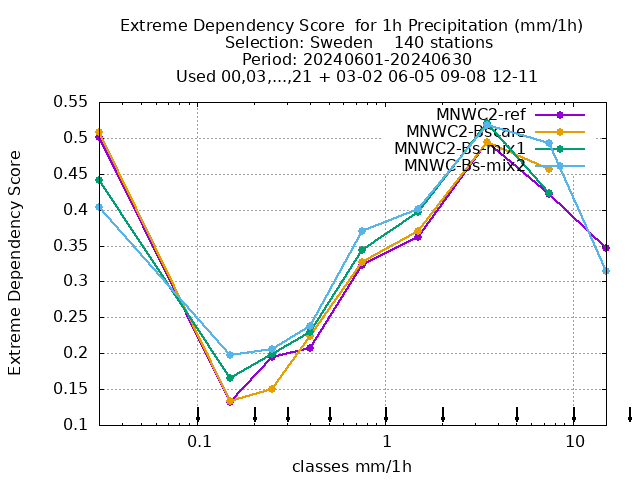 Extreme Dependency Score  for 1h Precipitation (mm/1h)
Selection: Sweden    140 stations
Period: 20240601-20240630
Used 00,03,...,21 + 03-02 06-05 09-08 12-11
MNWC2-ref
MNWC2-Bscale
MNWC2-Bs-mix1
MNWC-Bs-mix2
Extreme Dependency Score
0.55
0.5
0.45
0.4
0.35
0.3
0.25
0.2
0.15
0.1
0.1 1 10
classes mm/1h